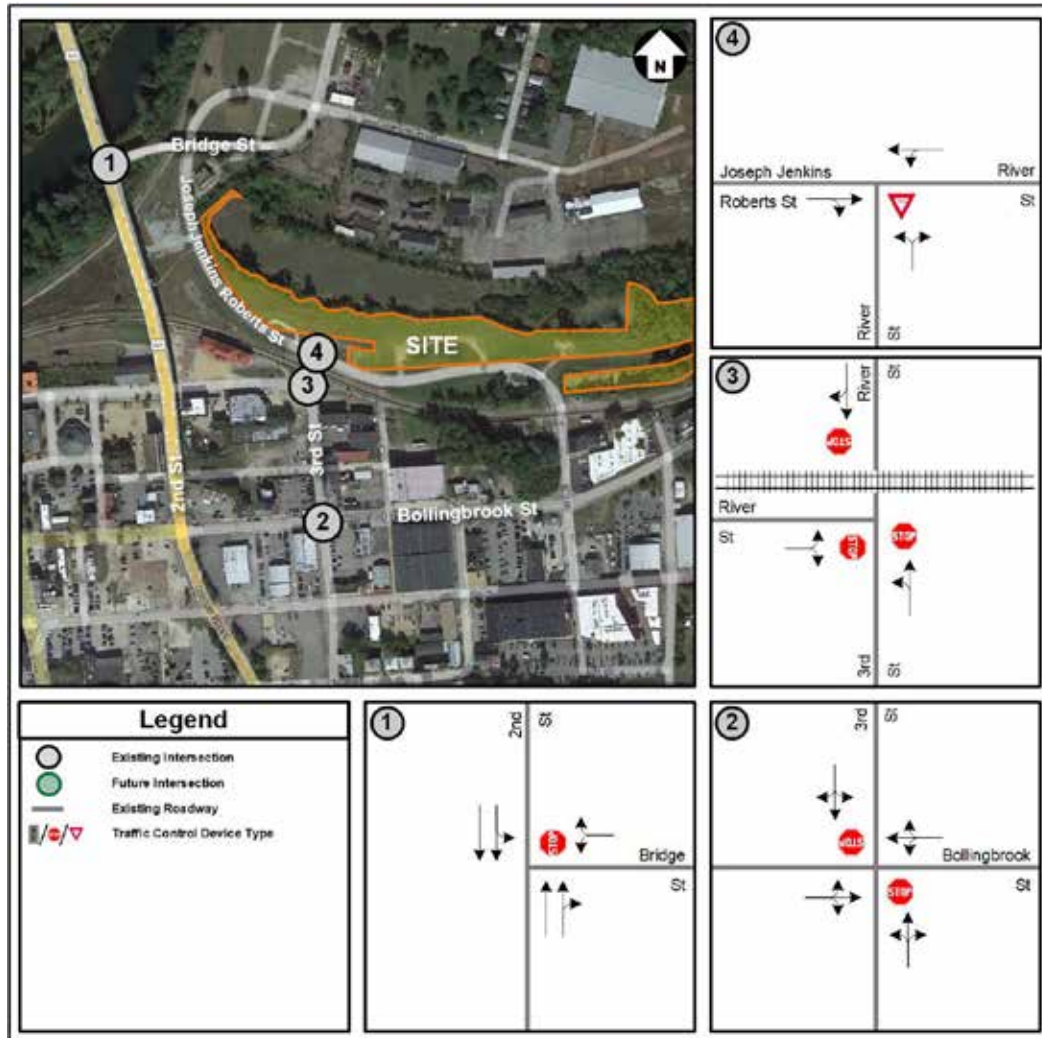 N
1
Bridge St
Joseph Jenkins Roberts St
SITE
4
3
3rd St
2nd St
2
Bollingbrook St
4
Joseph Jenkins
River
Roberts St
St
River
St
3
River
St
STOP
River
St
STOP
STOP
3rd
St
Legend
Existing Intersection
Future Intersection
Existing Roadway
Traffic Control Device Type
1
2nd
St
STOP
Bridge
St
2
3rd
St
STOP
Bollingbrook
St
STOP